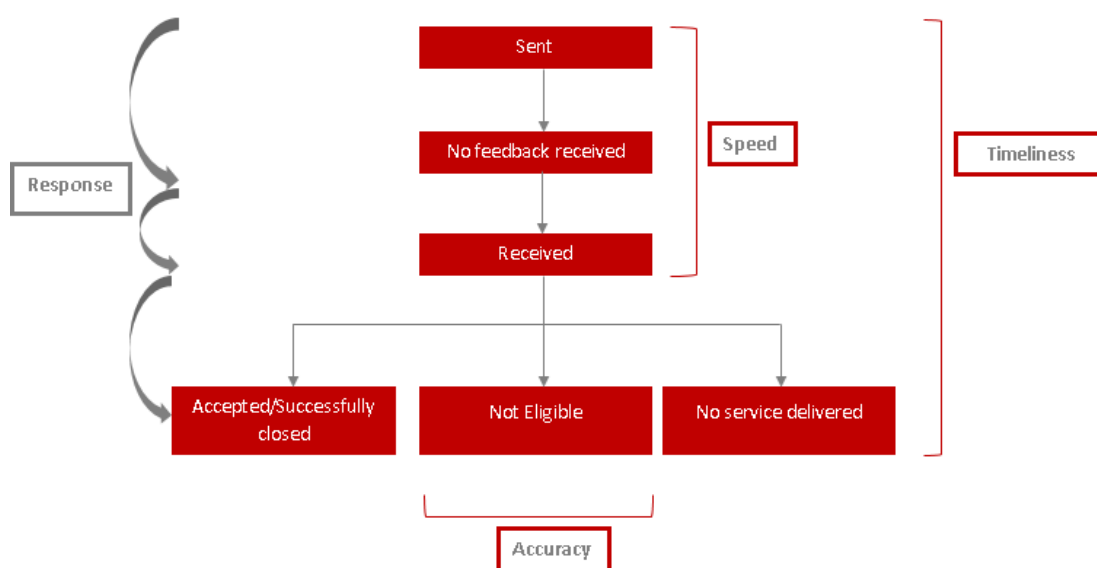 Sent
No feedback received
Speed
Timeliness
Response
Received
Accepted/Successfully
closed
Not Eligible
No service delivered
Accuracy